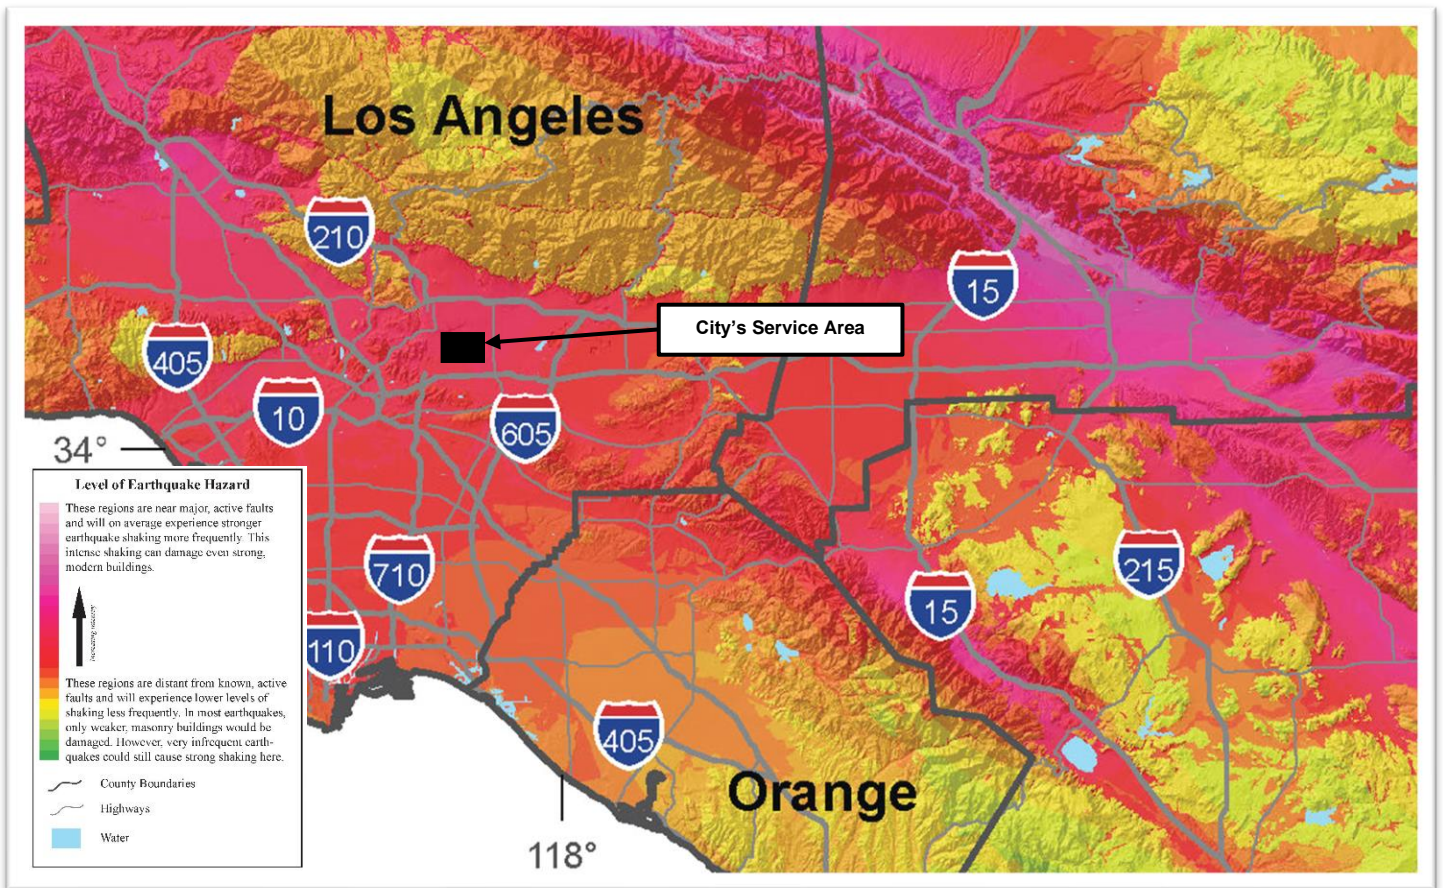 Los Angeles
210
15
City's Service Area
405
10
605
34°
Level of Earthquake Hazard
These regions are near major, active faults
and will on average experience stronger
earthquake shaking more frequently. This
intense shaking can damage even strong,
modern buildings.
Increasing intensity
These regions are distant from known, active
faults and will experience lower levels of
shaking less frequently. In most earthquakes,
only weaker, masonry buildings would be
damaged. However, very infrequent earth-
quakes could still cause strong shaking here.
County Boundaries
Highways
Water
710
215
15
110
405
Orange
118°